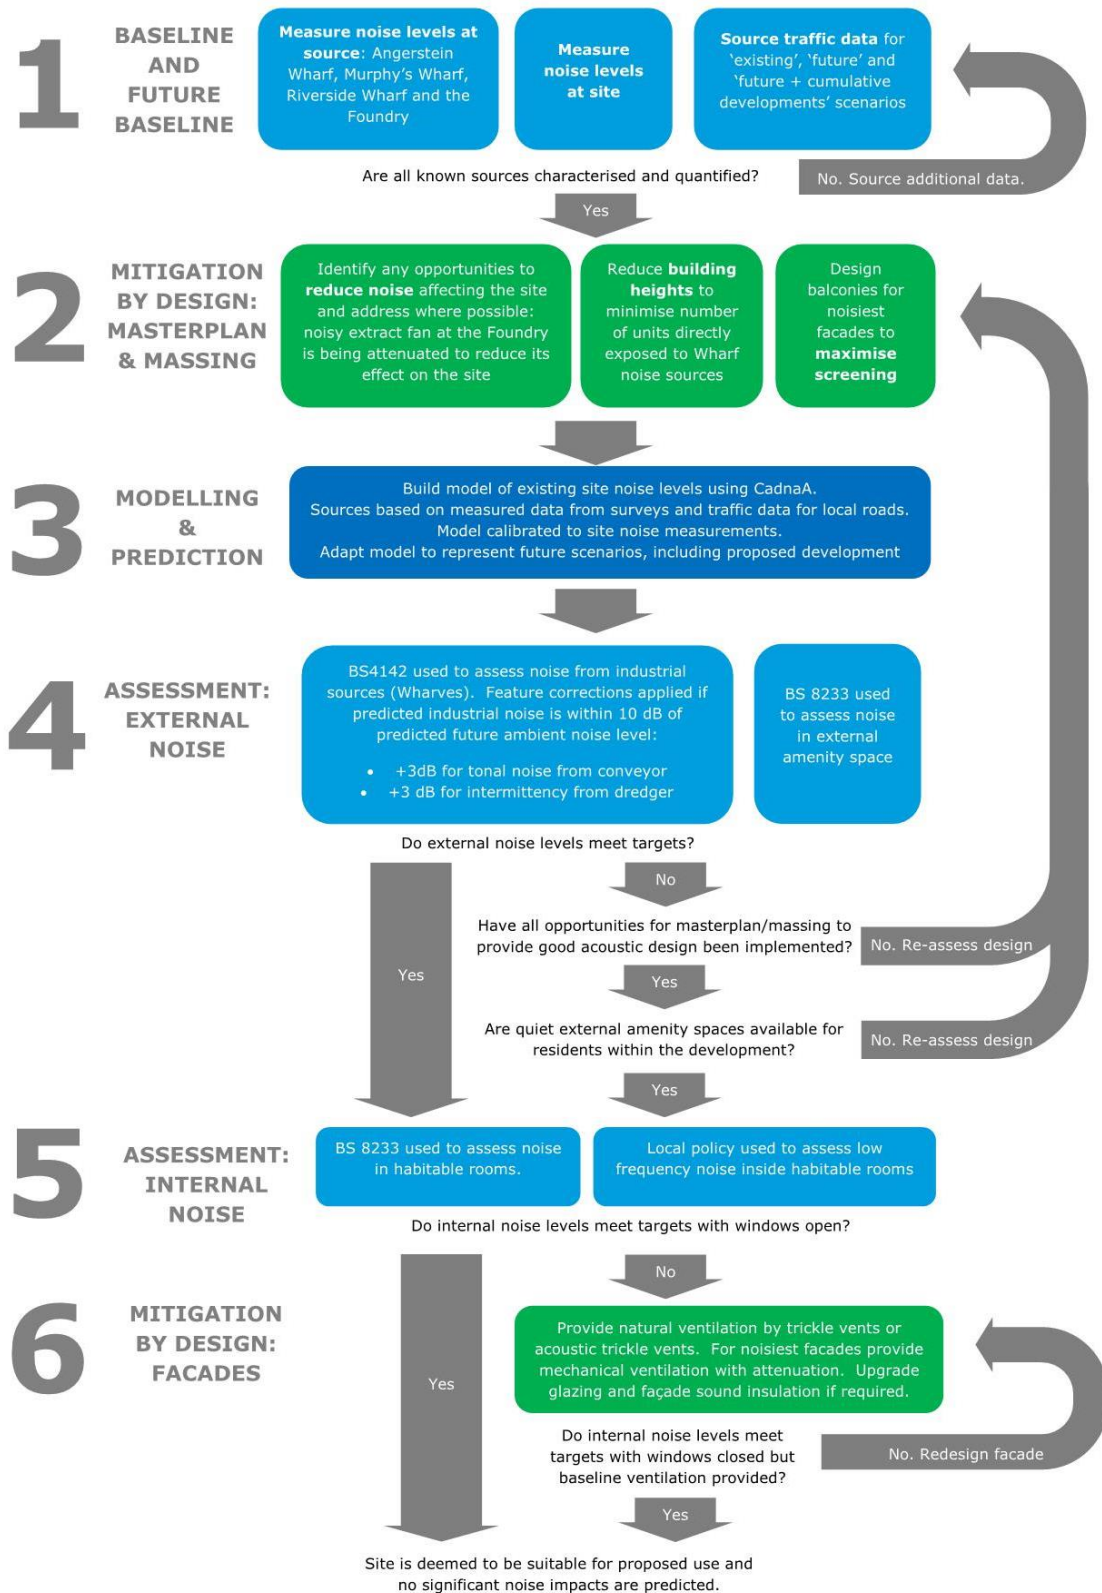 1
BASELINE
AND
FUTURE
BASELINE
Measure noise levels at
source: Angerstein
Wharf, Murphy's Wharf,
Riverside Wharf and the
Foundry
Measure
noise levels
at site
Source traffic data for
'existing', 'future' and
'future + cumulative
developments' scenarios
Are all known sources characterised and quantified?
No. Source additional data.
Yes
2
MITIGATION
BY DESIGN:
MASTERPLAN
& MASSING
Identify any opportunities to
reduce noise affecting the site
and address where possible:
noisy extract fan at the Foundry
is being attenuated to reduce its
effect on the site
Reduce building
heights to
minimise number
of units directly
exposed to Wharf
noise sources
Design
balconies for
noisiest
facades to
maximise
screening
3
MODELLING
&
PREDICTION
Build model of existing site noise levels using CadnaA.
Sources based on measured data from surveys and traffic data for local roads.
Model calibrated to site noise measurements.
Adapt model to represent future scenarios, including proposed development
4
ASSESSMENT:
EXTERNAL
NOISE
BS4142 used to assess noise from industrial
sources (Wharves). Feature corrections applied if
predicted industrial noise is within 10 dB of
predicted future ambient noise level:
• +3dB for tonal noise from conveyor
• +3 dB for intermittency from dredger
BS 8233 used
to assess noise
in external
amenity space
Do external noise levels meet targets?
No
Have all opportunities for masterplan/massing to
provide good acoustic design been implemented?
No. Re-assess design
Yes
Yes
Are quiet external amenity spaces available for
residents within the development?
No. Re-assess design
Yes
5
ASSESSMENT:
INTERNAL
NOISE
BS 8233 used to assess noise
in habitable rooms.
Local policy used to assess low
frequency noise inside habitable rooms
Do internal noise levels meet targets with windows open?
No
6
MITIGATION
BY DESIGN:
FACADES
Yes
Provide natural ventilation by trickle vents or
acoustic trickle vents. For noisiest facades provide
mechanical ventilation with attenuation. Upgrade
glazing and façade sound insulation if required.
Do internal noise levels meet
targets with windows closed but
baseline ventilation provided?
No. Redesign facade
Yes
Site is deemed to be suitable for proposed use and
no significant noise impacts are predicted.